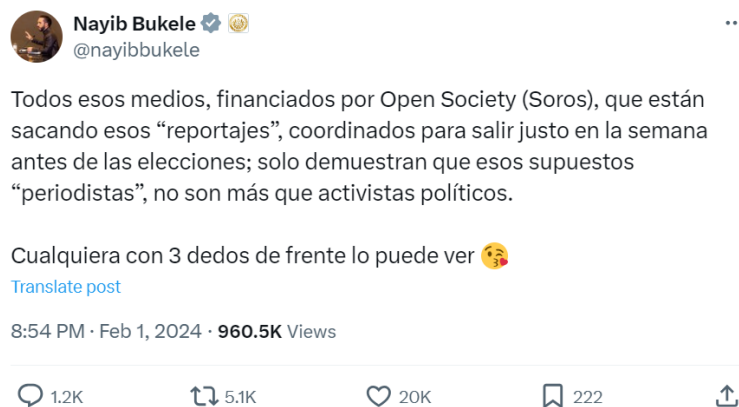 Nayib Bukele
@nayibbukele
Todos esos medios, financiados por Open Society (Soros), que están
sacando esos “reportajes”, coordinados para salir justo en la semana
antes de las elecciones; solo demuestran que esos supuestos
“periodistas”, no son más que activistas políticos.
Cualquiera con 3 dedos de frente lo puede ver 😘
Translate post
8:54 PM · Feb 1, 2024 · 960.5K Views
1.2K 5.1K 20K 222